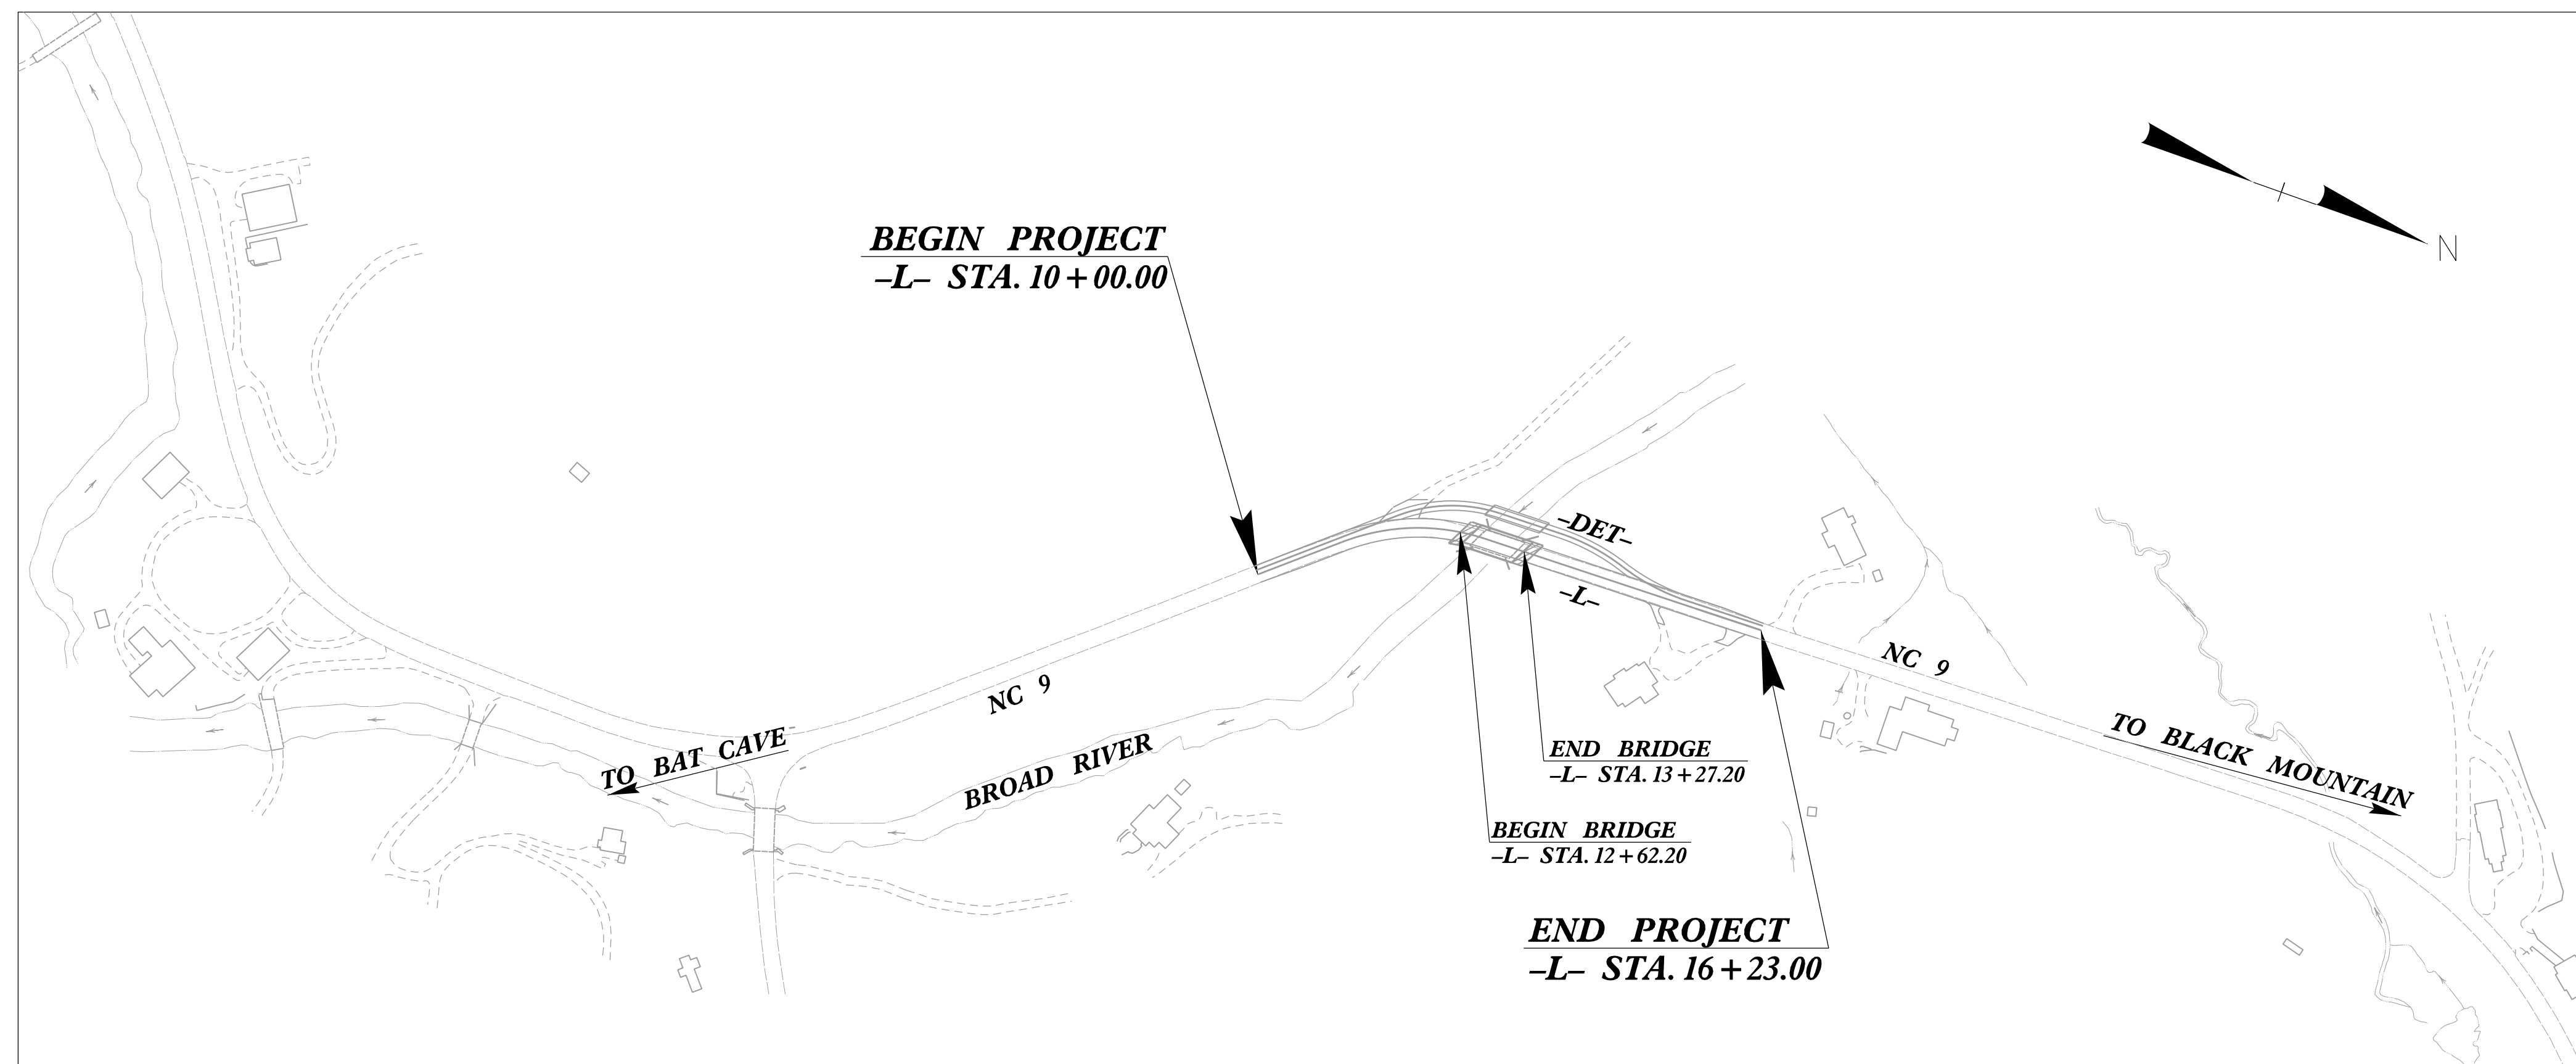 N
BEGIN PROJECT
–L– STA. 10+00.00
–DET–
–L–
NC 9
NC 9
TO BLACK MOUNTAIN
TO BAT CAVE
BROAD RIVER
END BRIDGE
–L– STA. 13+27.20
BEGIN BRIDGE
–L– STA. 12+62.20
END PROJECT
–L– STA. 16+23.00